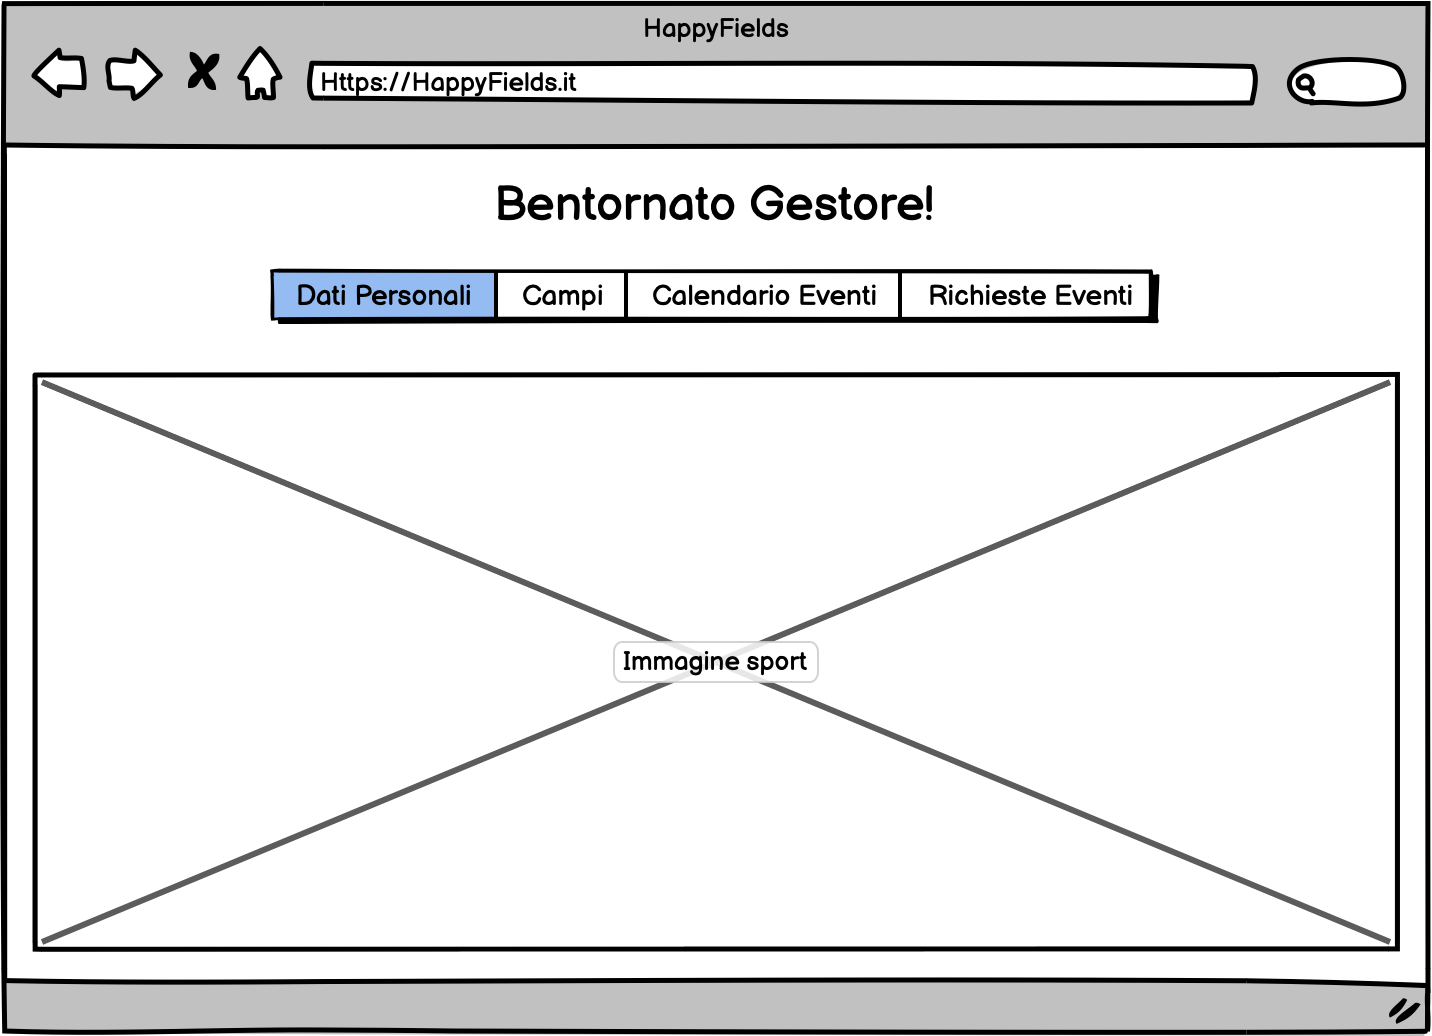 HappyFields
Https://HappyFields.it
Bentornato Gestore!
Dati Personali Campi Calendario Eventi Richieste Eventi
Immagine sport